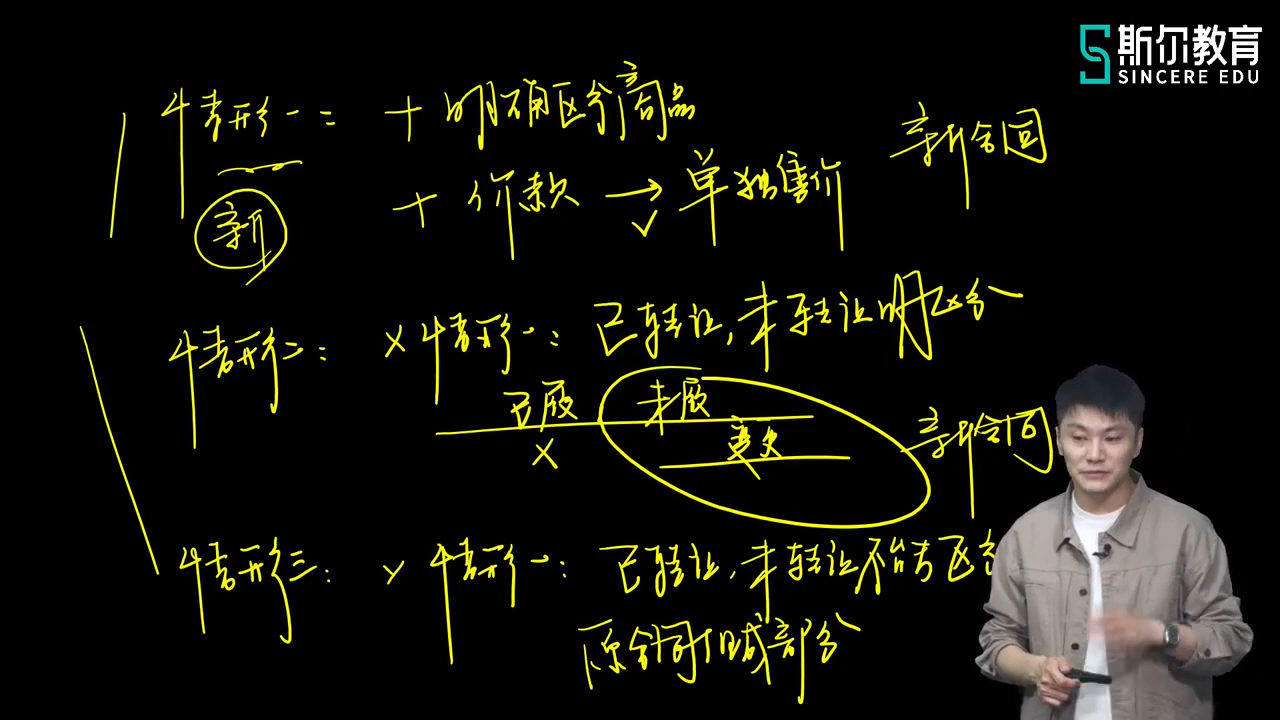 斯尔教育
SINCERE EDU
情形一： + 明确区分商品
+ 价款 → 单独售价
新合同
新
情形二： × 情形一：已转让，未转让明区分
已履 未履
× 变更
新合同
情形三： × 情形一：已转让，未转让不能区分
原合同组成部分